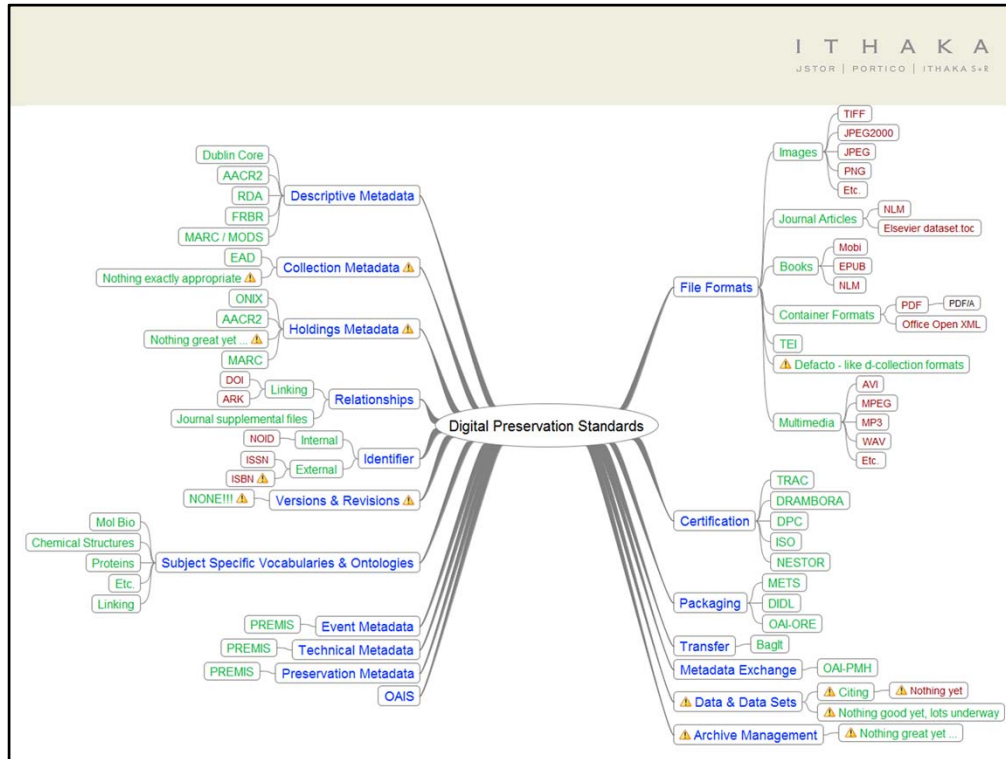 I T H A K A
JSTOR | PORTICO | ITHAKA S+R
Digital Preservation Standards
Descriptive Metadata
Dublin Core
AACR2
RDA
FRBR
MARC / MODS
Collection Metadata
EAD
Nothing exactly appropriate
Holdings Metadata
ONIX
AACR2
Nothing great yet ...
MARC
Relationships
Linking
DOI
ARK
Journal supplemental files
Identifier
Internal
NOID
External
ISSN
ISBN
Versions & Revisions
NONE!!!
Subject Specific Vocabularies & Ontologies
Mol Bio
Chemical Structures
Proteins
Etc.
Linking
Event Metadata
PREMIS
Technical Metadata
PREMIS
Preservation Metadata
PREMIS
OAIS
File Formats
Images
TIFF
JPEG2000
JPEG
PNG
Etc.
Journal Articles
NLM
Elsevier dataset.toc
Books
Mobi
EPUB
NLM
Container Formats
PDF
PDF/A
Office Open XML
TEI
Defacto - like d-collection formats
Multimedia
AVI
MPEG
MP3
WAV
Etc.
Certification
TRAC
DRAMBORA
DPC
ISO
NESTOR
Packaging
METS
DIDL
OAI-ORE
Transfer
BagIt
Metadata Exchange
OAI-PMH
Data & Data Sets
Citing
Nothing yet
Nothing good yet, lots underway
Archive Management
Nothing great yet ...